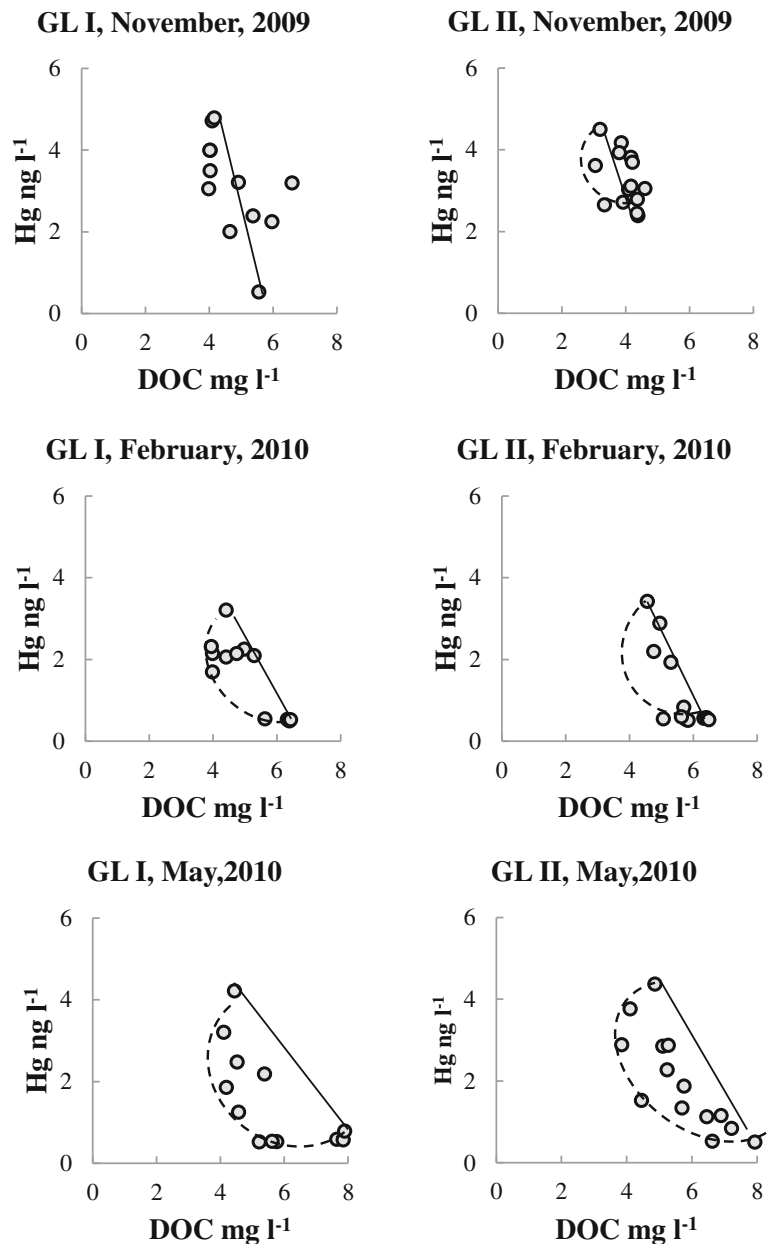 GL I, November, 2009
GL II, November, 2009
6
4
2
0
Hg ng l-1
0 2 4 6 8
DOC mg l-1
6
4
2
0
Hg ng l-1
0 2 4 6 8
DOC mg l-1
GL I, February, 2010
GL II, February, 2010
6
4
2
0
Hg ng l-1
0 2 4 6 8
DOC mg l-1
6
4
2
0
Hg ng l-1
0 2 4 6 8
DOC mg l-1
GL I, May,2010
GL II, May,2010
6
4
2
0
Hg ng l-1
0 2 4 6 8
DOC mg l-1
6
4
2
0
Hg ng l-1
0 2 4 6 8
DOC mg l-1